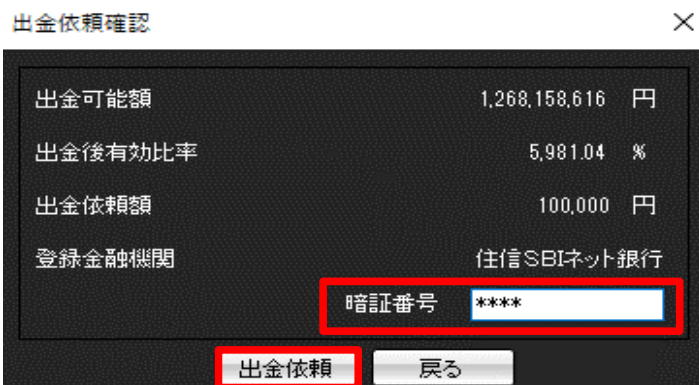 出金依頼確認
出金可能額 1,268,158,616 円
出金後有効比率 5,981.04 %
出金依頼額 100,000 円
登録金融機関 住信SBIネット銀行
暗証番号 ****
出金依頼 戻る